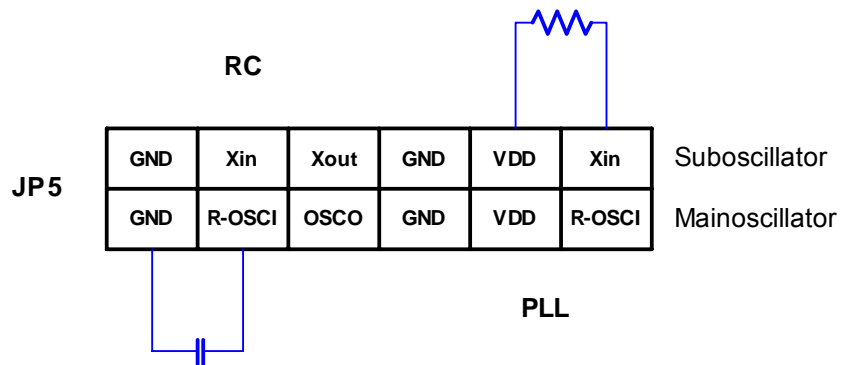 RC
GND Xin Xout GND VDD Xin Suboscillator
JP5
GND R-OSCI OSCO GND VDD R-OSCI Mainoscillator
PLL